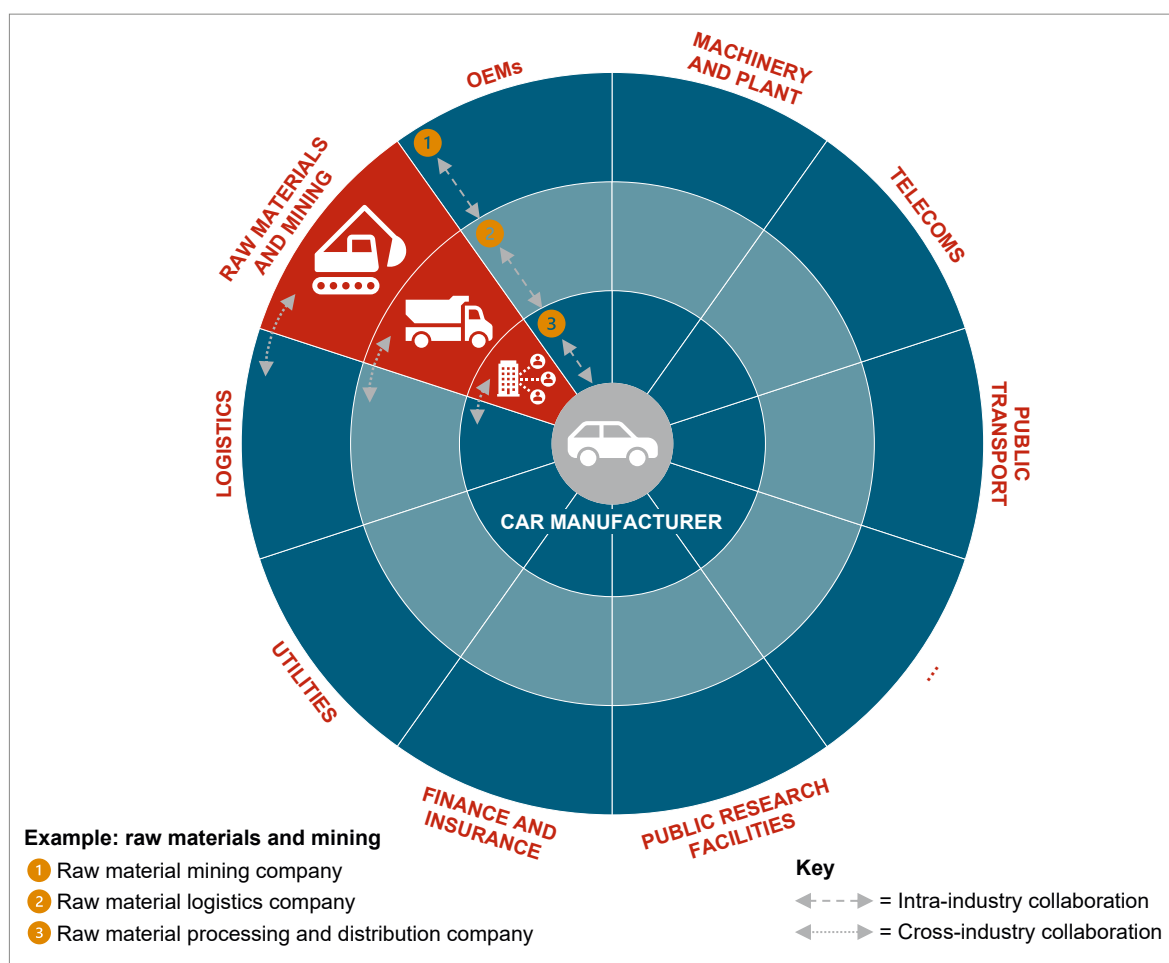 OEMs
MACHINERY
AND PLANT
RAW MATERIALS
AND MINING
TELECOMS
1
2
3
LOGISTICS
PUBLIC
TRANSPORT
CAR MANUFACTURER
UTILITIES
...
FINANCE AND
INSURANCE
PUBLIC RESEARCH
FACILITIES
Example: raw materials and mining
1 Raw material mining company
2 Raw material logistics company
3 Raw material processing and distribution company
Key
= Intra-industry collaboration
= Cross-industry collaboration